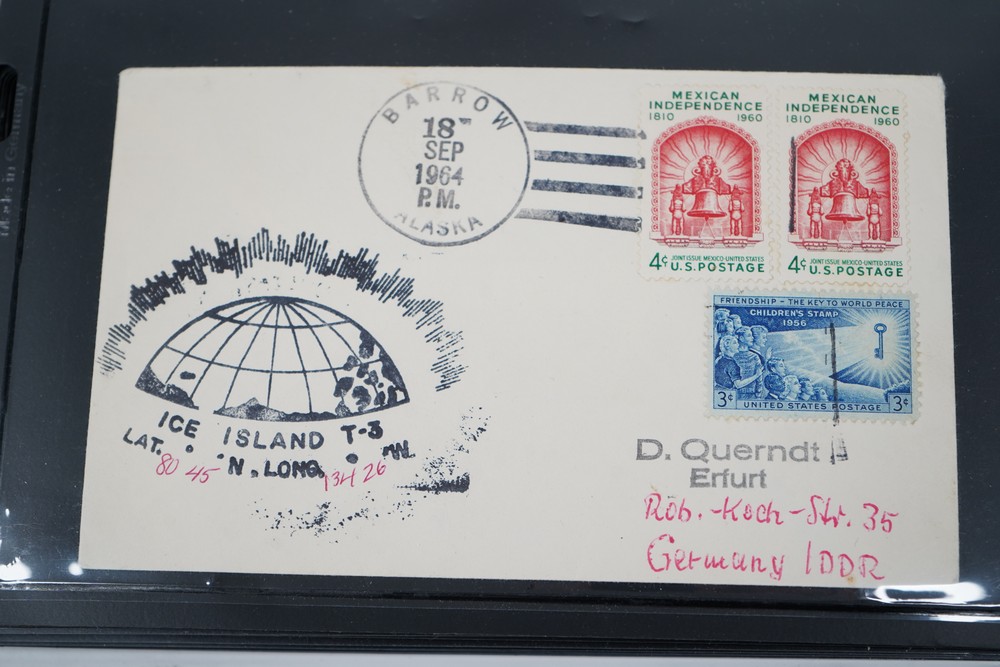 BARROW
18
SEP
1964
P.M.
ALASKA
MEXICAN
INDEPENDENCE
1810 1960
4¢ JOINT ISSUE MEXICO-UNITED STATES
U.S. POSTAGE
MEXICAN
INDEPENDENCE
1810 1960
4¢ JOINT ISSUE MEXICO-UNITED STATES
U.S. POSTAGE
FRIENDSHIP - THE KEY TO WORLD PEACE
CHILDREN'S STAMP
1956
3¢ UNITED STATES POSTAGE 3¢
ICE ISLAND T-3
LAT. 80 45 'N. LONG. 134 26 'W.
D. Querndt
Erfurt
Rob.-Koch-Str. 35
Germany / DDR